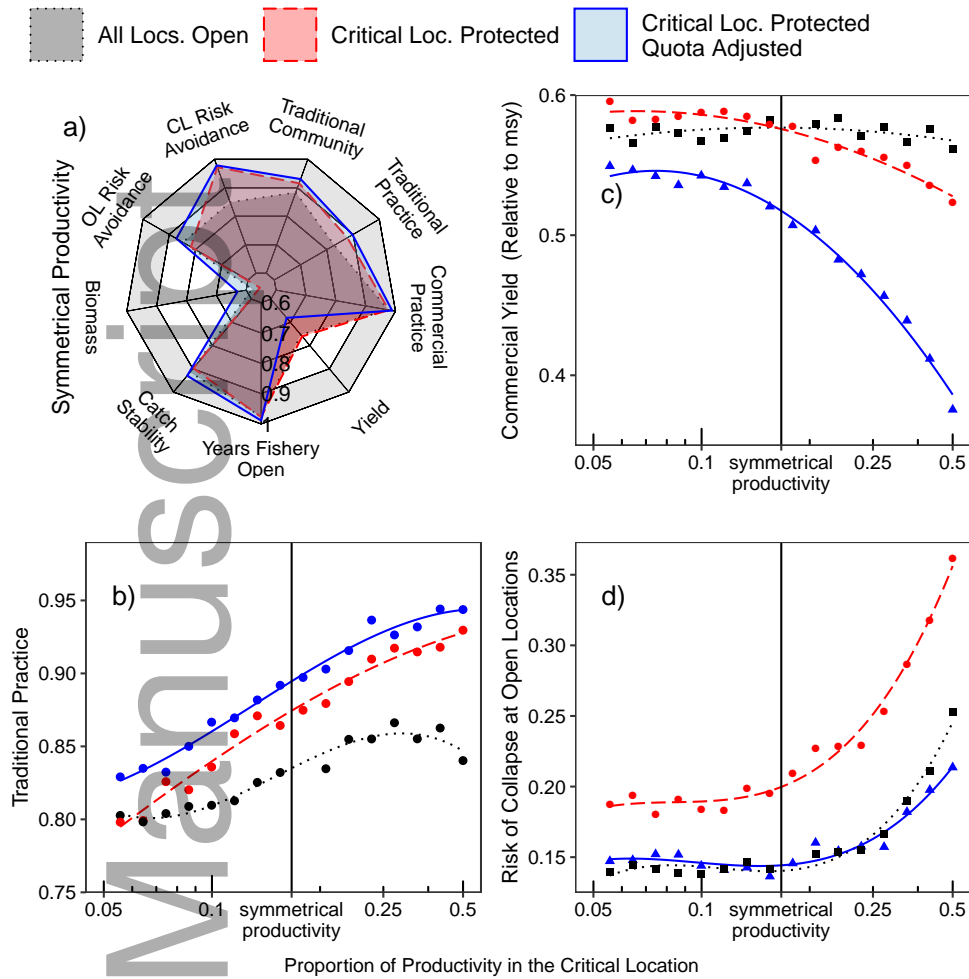 All Locs. Open
Critical Loc. Protected
Critical Loc. Protected
Quota Adjusted
a)
Symmetrical Productivity
CL Risk
Avoidance
Traditional
Community
Traditional
Practice
Commercial
Practice
Yield
Years Fishery
Open
Catch
Stability
Biomass
OL Risk
Avoidance
0.6
0.7
0.8
0.9
1
c)
Commercial Yield (Relative to msy)
0.6
0.5
0.4
0.05
0.1
symmetrical
productivity
0.25
0.5
b)
Traditional Practice
0.95
0.90
0.85
0.80
0.75
0.05
0.1
symmetrical
productivity
0.25
0.5
d)
Risk of Collapse at Open Locations
0.35
0.30
0.25
0.20
0.15
0.05
0.1
symmetrical
productivity
0.25
0.5
Proportion of Productivity in the Critical Location
Manuscript